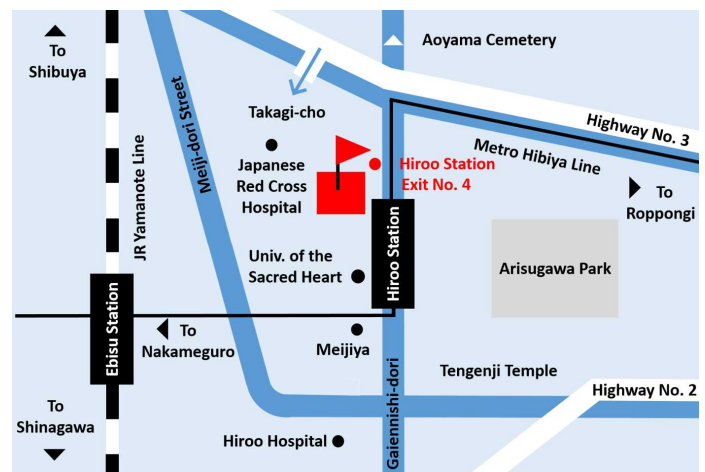 To
Shibuya
Aoyama Cemetery
Takagi-cho
Highway No. 3
Metro Hibiya Line
Meiji-dori Street
JR Yamanote Line
Japanese
Red Cross
Hospital
Hiroo Station
Exit No. 4
To
Roppongi
Univ. of the
Sacred Heart
Hiroo Station
Arisugawa Park
Ebisu Station
To
Nakameguro
Meijiya
Tengenji Temple
Highway No. 2
To
Shinagawa
Hiroo Hospital
Gaiennishi-dori